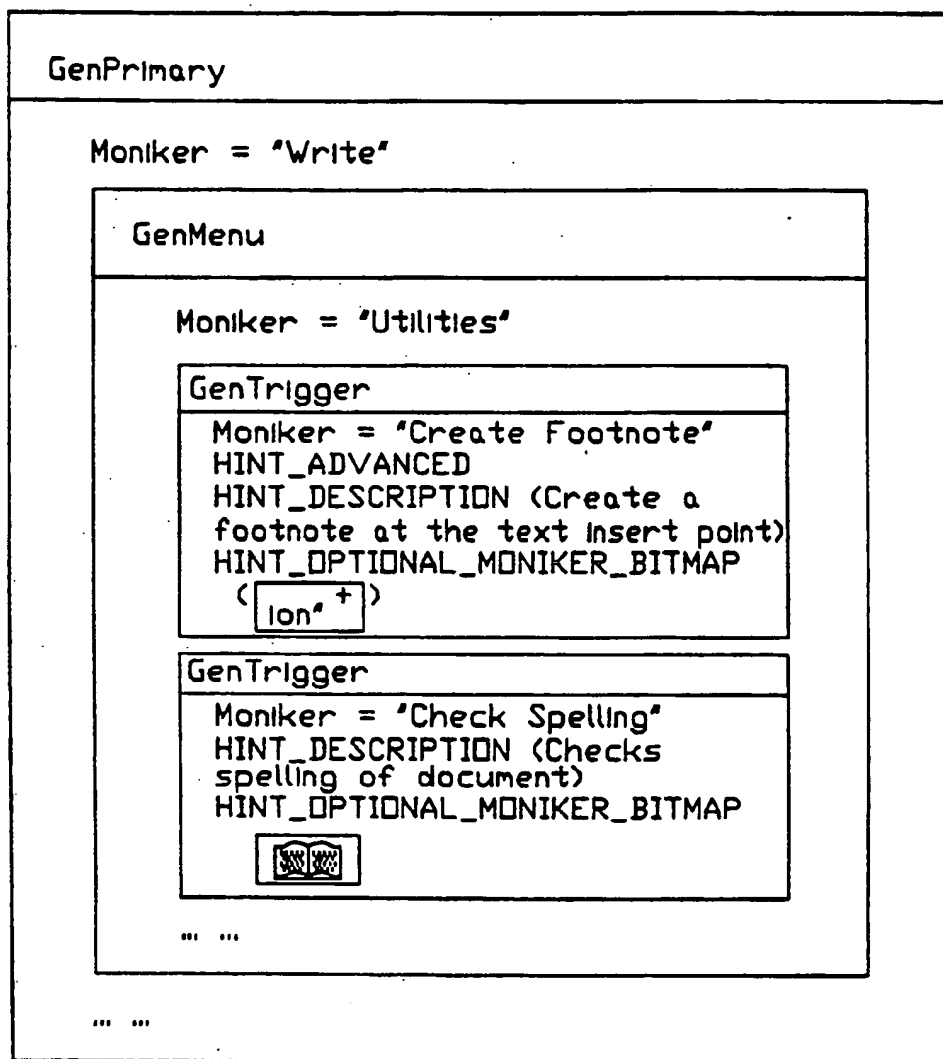 GenPrimary
Moniker = "Write"
GenMenu
Moniker = "Utilities"
GenTrigger
Moniker = "Create Footnote"
HINT_ADVANCED
HINT_DESCRIPTION (Create a
footnote at the text insert point)
HINT_OPTIONAL_MONIKER_BITMAP
( ion" + )
GenTrigger
Moniker = "Check Spelling"
HINT_DESCRIPTION (Checks
spelling of document)
HINT_OPTIONAL_MONIKER_BITMAP
... ...
... ...